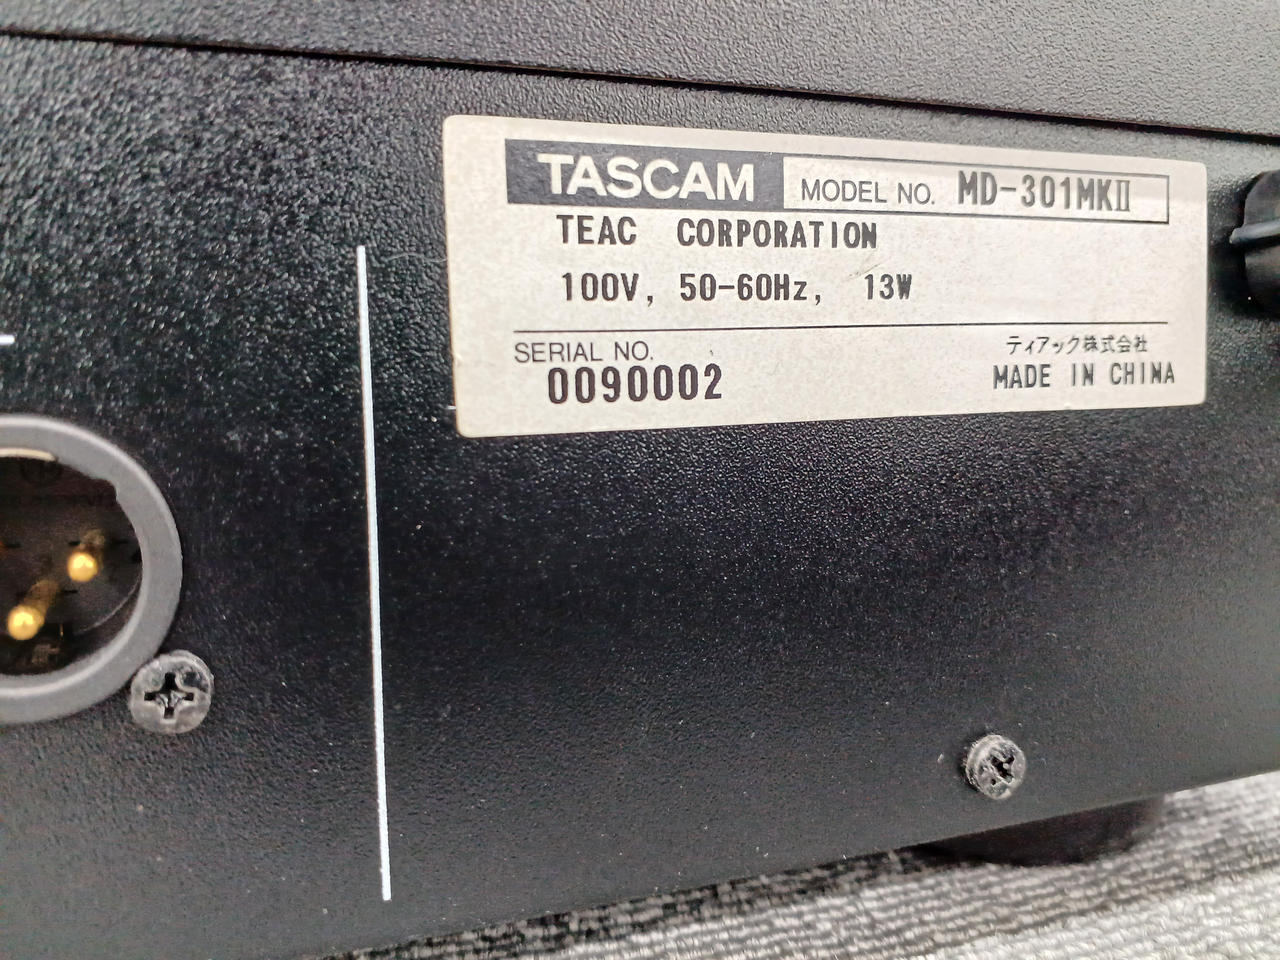 TASCAM MODEL NO. MD-301MKⅡ
TEAC CORPORATION
100V, 50-60Hz, 13W
SERIAL NO.
0090002
ティアック株式会社
MADE IN CHINA